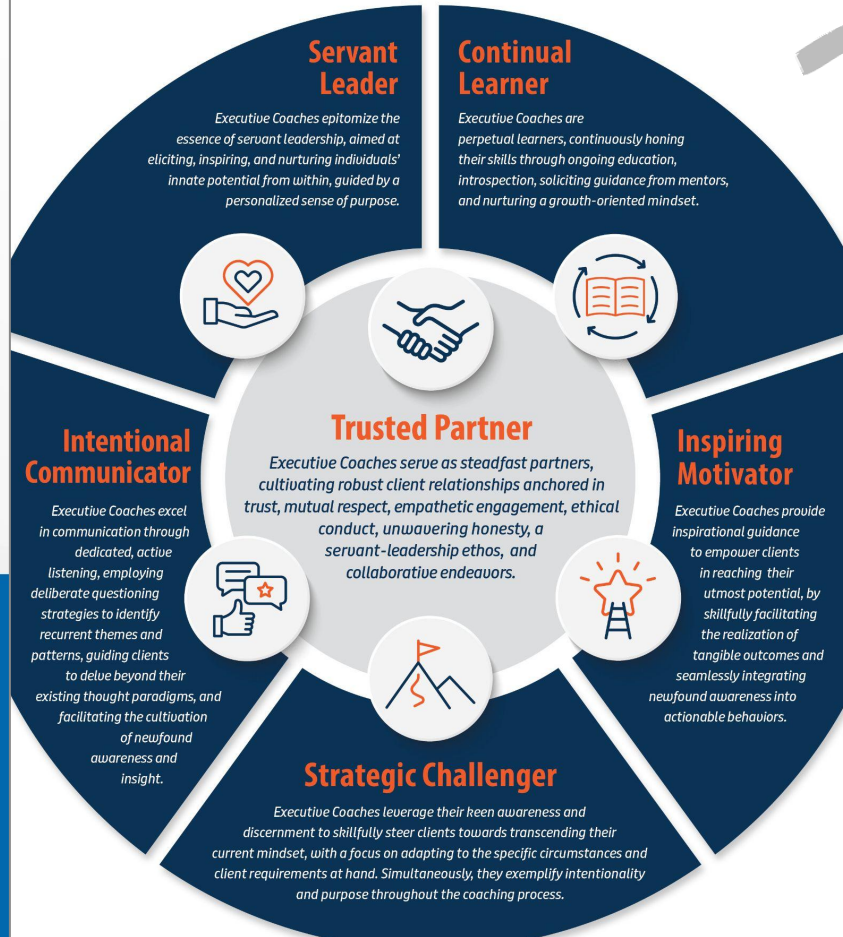 Servant
Leader
Executive Coaches epitomize the
essence of servant leadership, aimed at
eliciting, inspiring, and nurturing individuals'
innate potential from within, guided by a
personalized sense of purpose.
Continual
Learner
Executive Coaches are
perpetual learners, continuously honing
their skills through ongoing education,
introspection, soliciting guidance from mentors,
and nurturing a growth-oriented mindset.
Trusted Partner
Executive Coaches serve as steadfast partners,
cultivating robust client relationships anchored in
trust, mutual respect, empathetic engagement, ethical
conduct, unwavering honesty, a
servant-leadership ethos, and
collaborative endeavors.
Intentional
Communicator
Executive Coaches excel
in communication through
dedicated, active
listening, employing
deliberate questioning
strategies to identify
recurrent themes and
patterns, guiding clients
to delve beyond their
existing thought paradigms, and
facilitating the cultivation
of newfound
awareness and
insight.
Inspiring
Motivator
Executive Coaches provide
inspirational guidance
to empower clients
in reaching their
utmost potential, by
skillfully facilitating
the realization of
tangible outcomes and
seamlessly integrating
newfound awareness into
actionable behaviors.
Strategic Challenger
Executive Coaches leverage their keen awareness and
discernment to skillfully steer clients towards transcending their
current mindset, with a focus on adapting to the specific circumstances and
client requirements at hand. Simultaneously, they exemplify intentionality
and purpose throughout the coaching process.